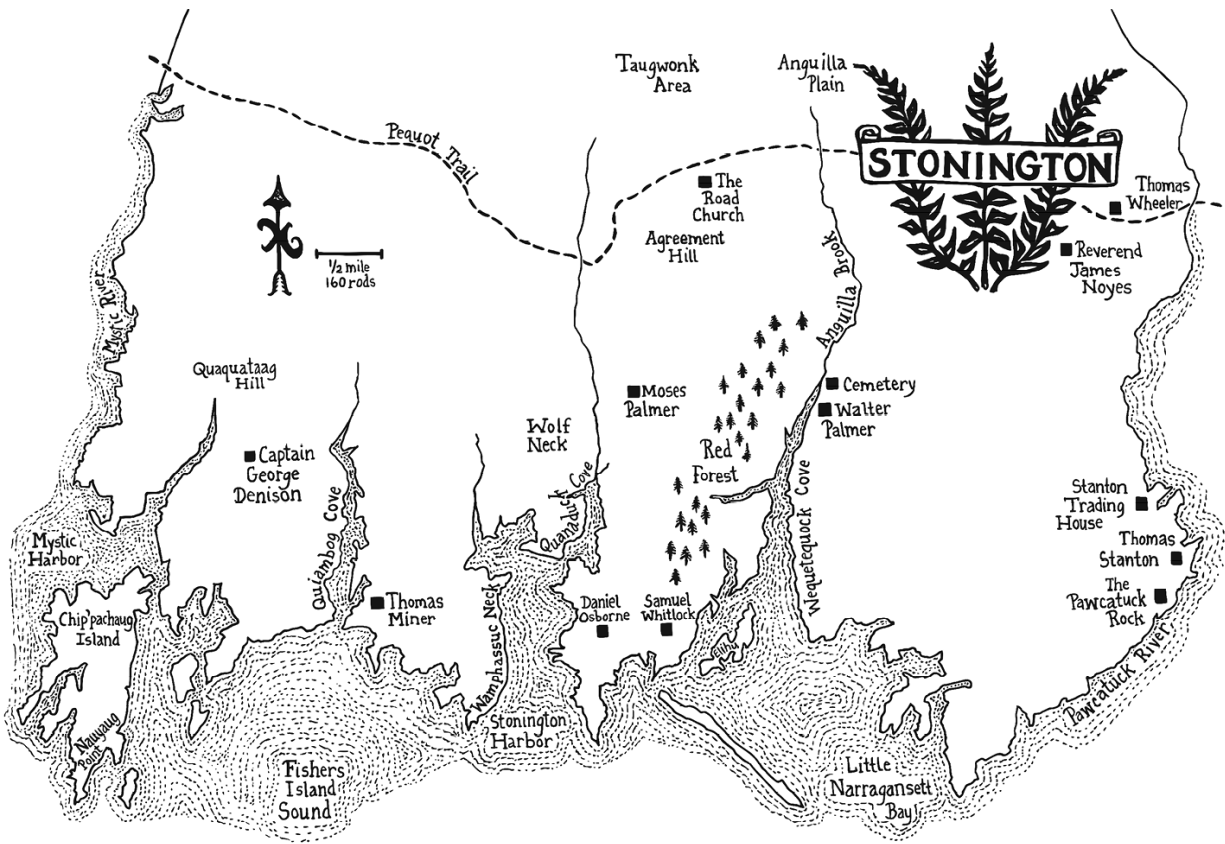 Taugwonk
Area
Anguilla
Plain
Pequot Trail
STONINGTON
The
Road
Church
Thomas
Wheeler
Agreement
Hill
Reverend
James
Noyes
1/2 mile
160 rods
Mystic River
Anguilla Brook
Quaquataag
Hill
Moses
Palmer
Cemetery
Walter
Palmer
Wolf
Neck
Captain
George
Denison
Red
Forest
Quanaduck Cove
Quiambog Cove
Wequetequock Cove
Stanton
Trading
House
Mystic
Harbor
Thomas
Stanton
The
Pawcatuck
Rock
Chip'pachaug
Island
Thomas
Miner
Wamphassuc Neck
Daniel
Osborne
Samuel
Whitlock
Pawcatuck River
Nauyaug
Point
Stonington
Harbor
Fishers
Island
Sound
Little
Narragansett
Bay